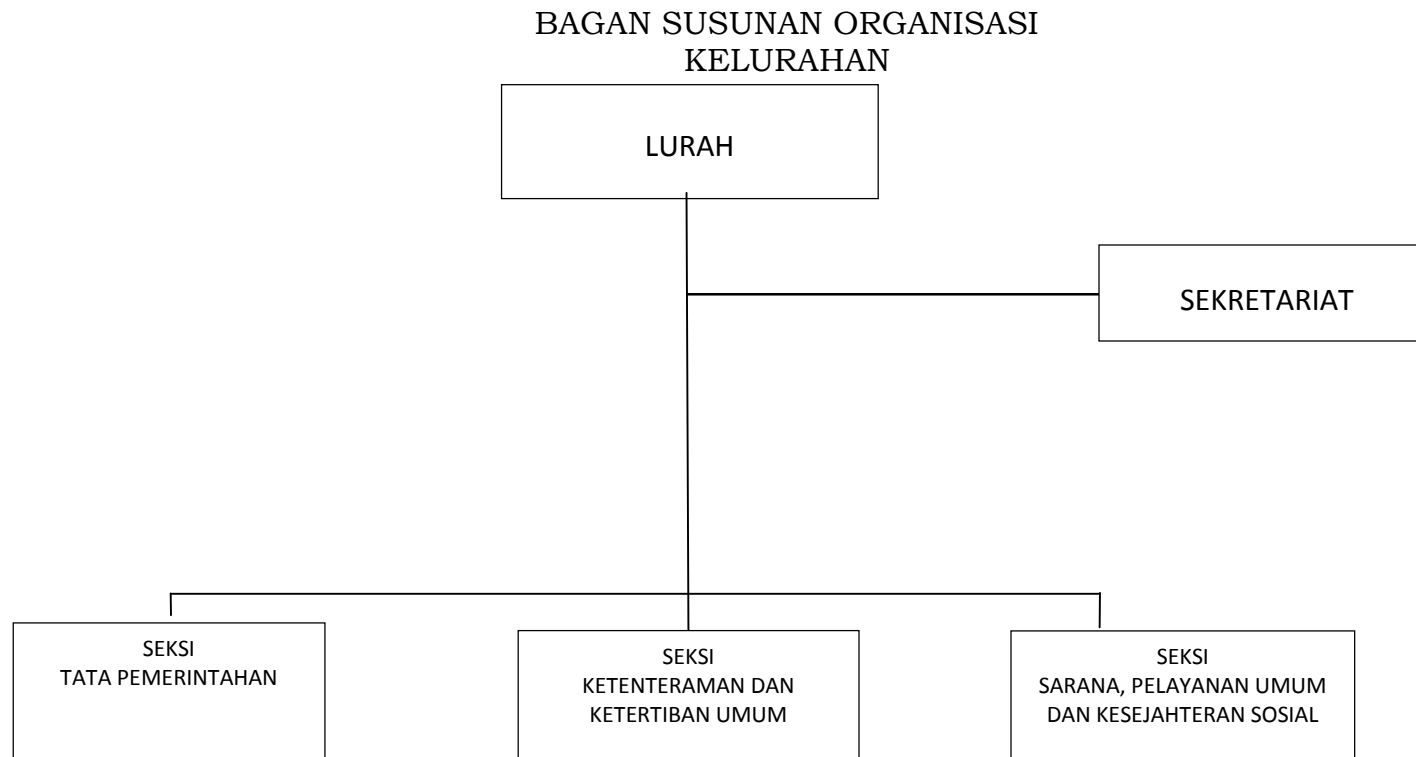 BAGAN SUSUNAN ORGANISASI
KELURAHAN
LURAH
SEKRETARIAT
SEKSI
TATA PEMERINTAHAN
SEKSI
KETENTERAMAN DAN
KETERTIBAN UMUM
SEKSI
SARANA, PELAYANAN UMUM
DAN KESEJAHTERAN SOSIAL